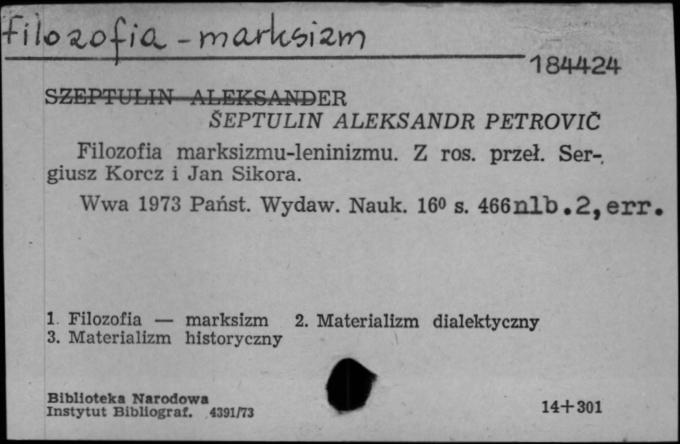 Filozofia - marksizm
184424
SZEPTULIN ALEKSANDER
ŠEPTULIN ALEKSANDR PETROVIČ
Filozofia marksizmu-leninizmu. Z ros. przeł. Ser-
giusz Korcz i Jan Sikora.
Wwa 1973 Państ. Wydaw. Nauk. 16⁰ s. 466nlb.2,err.
1. Filozofia — marksizm 2. Materializm dialektyczny
3. Materializm historyczny
Biblioteka Narodowa
Instytut Bibliograf. 4391/73
14+301